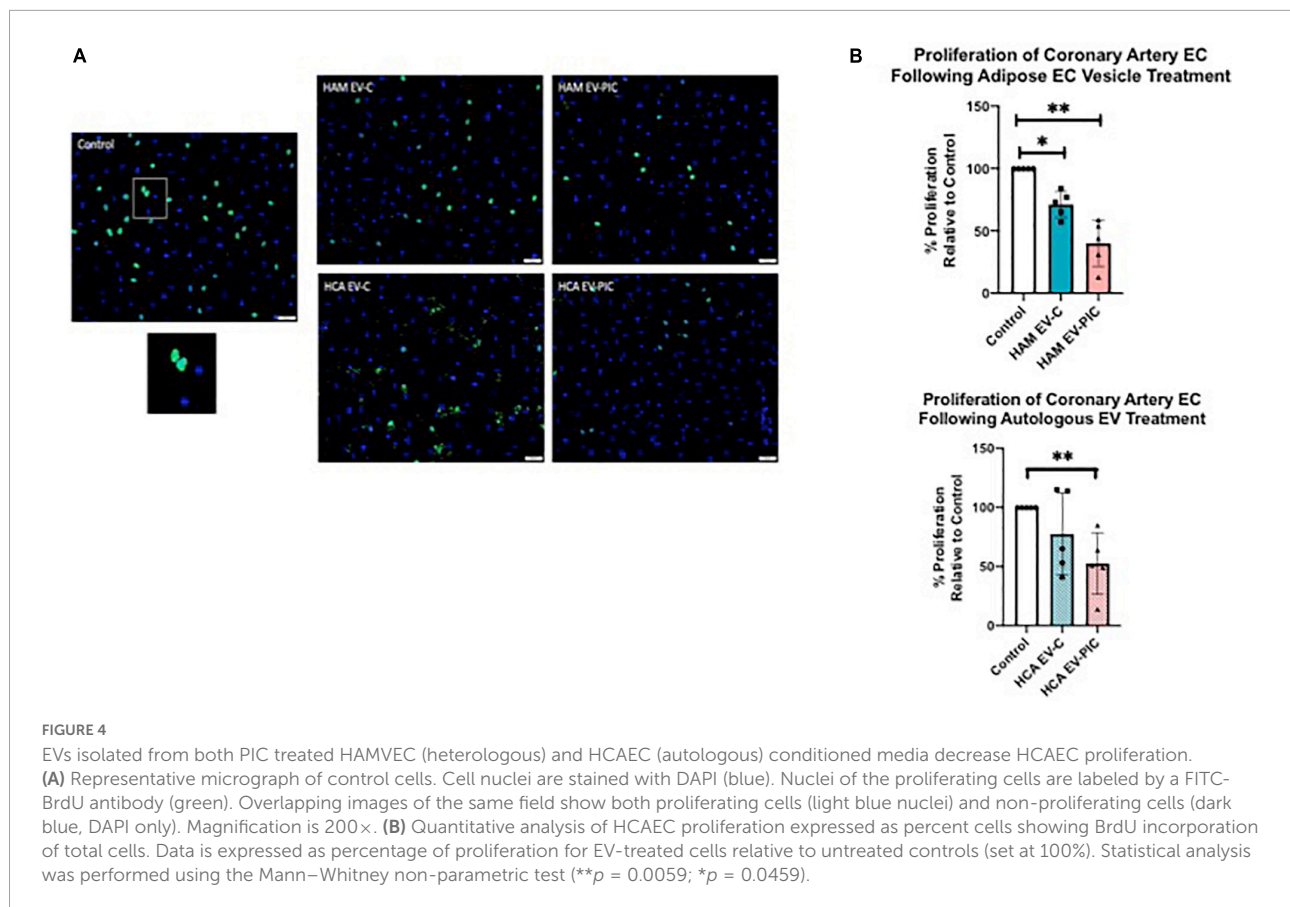 A
Control
HAM EV-C
HAM EV-PIC
HCA EV-C
HCA EV-PIC
B
Proliferation of Coronary Artery EC
Following Adipose EC Vesicle Treatment
% Proliferation
Relative to Control
150
100
50
0
**
*
Control
HAM EV-C
HAM EV-PIC
Proliferation of Coronary Artery EC
Following Autologous EV Treatment
% Proliferation
Relative to Control
150
100
50
0
**
Control
HCA EV-C
HCA EV-PIC
FIGURE 4
EVs isolated from both PIC treated HAMVEC (heterologous) and HCAEC (autologous) conditioned media decrease HCAEC proliferation.
(A) Representative micrograph of control cells. Cell nuclei are stained with DAPI (blue). Nuclei of the proliferating cells are labeled by a FITC-
BrdU antibody (green). Overlapping images of the same field show both proliferating cells (light blue nuclei) and non-proliferating cells (dark
blue, DAPI only). Magnification is 200×. (B) Quantitative analysis of HCAEC proliferation expressed as percent cells showing BrdU incorporation
of total cells. Data is expressed as percentage of proliferation for EV-treated cells relative to untreated controls (set at 100%). Statistical analysis
was performed using the Mann–Whitney non-parametric test (**p = 0.0059; *p = 0.0459).